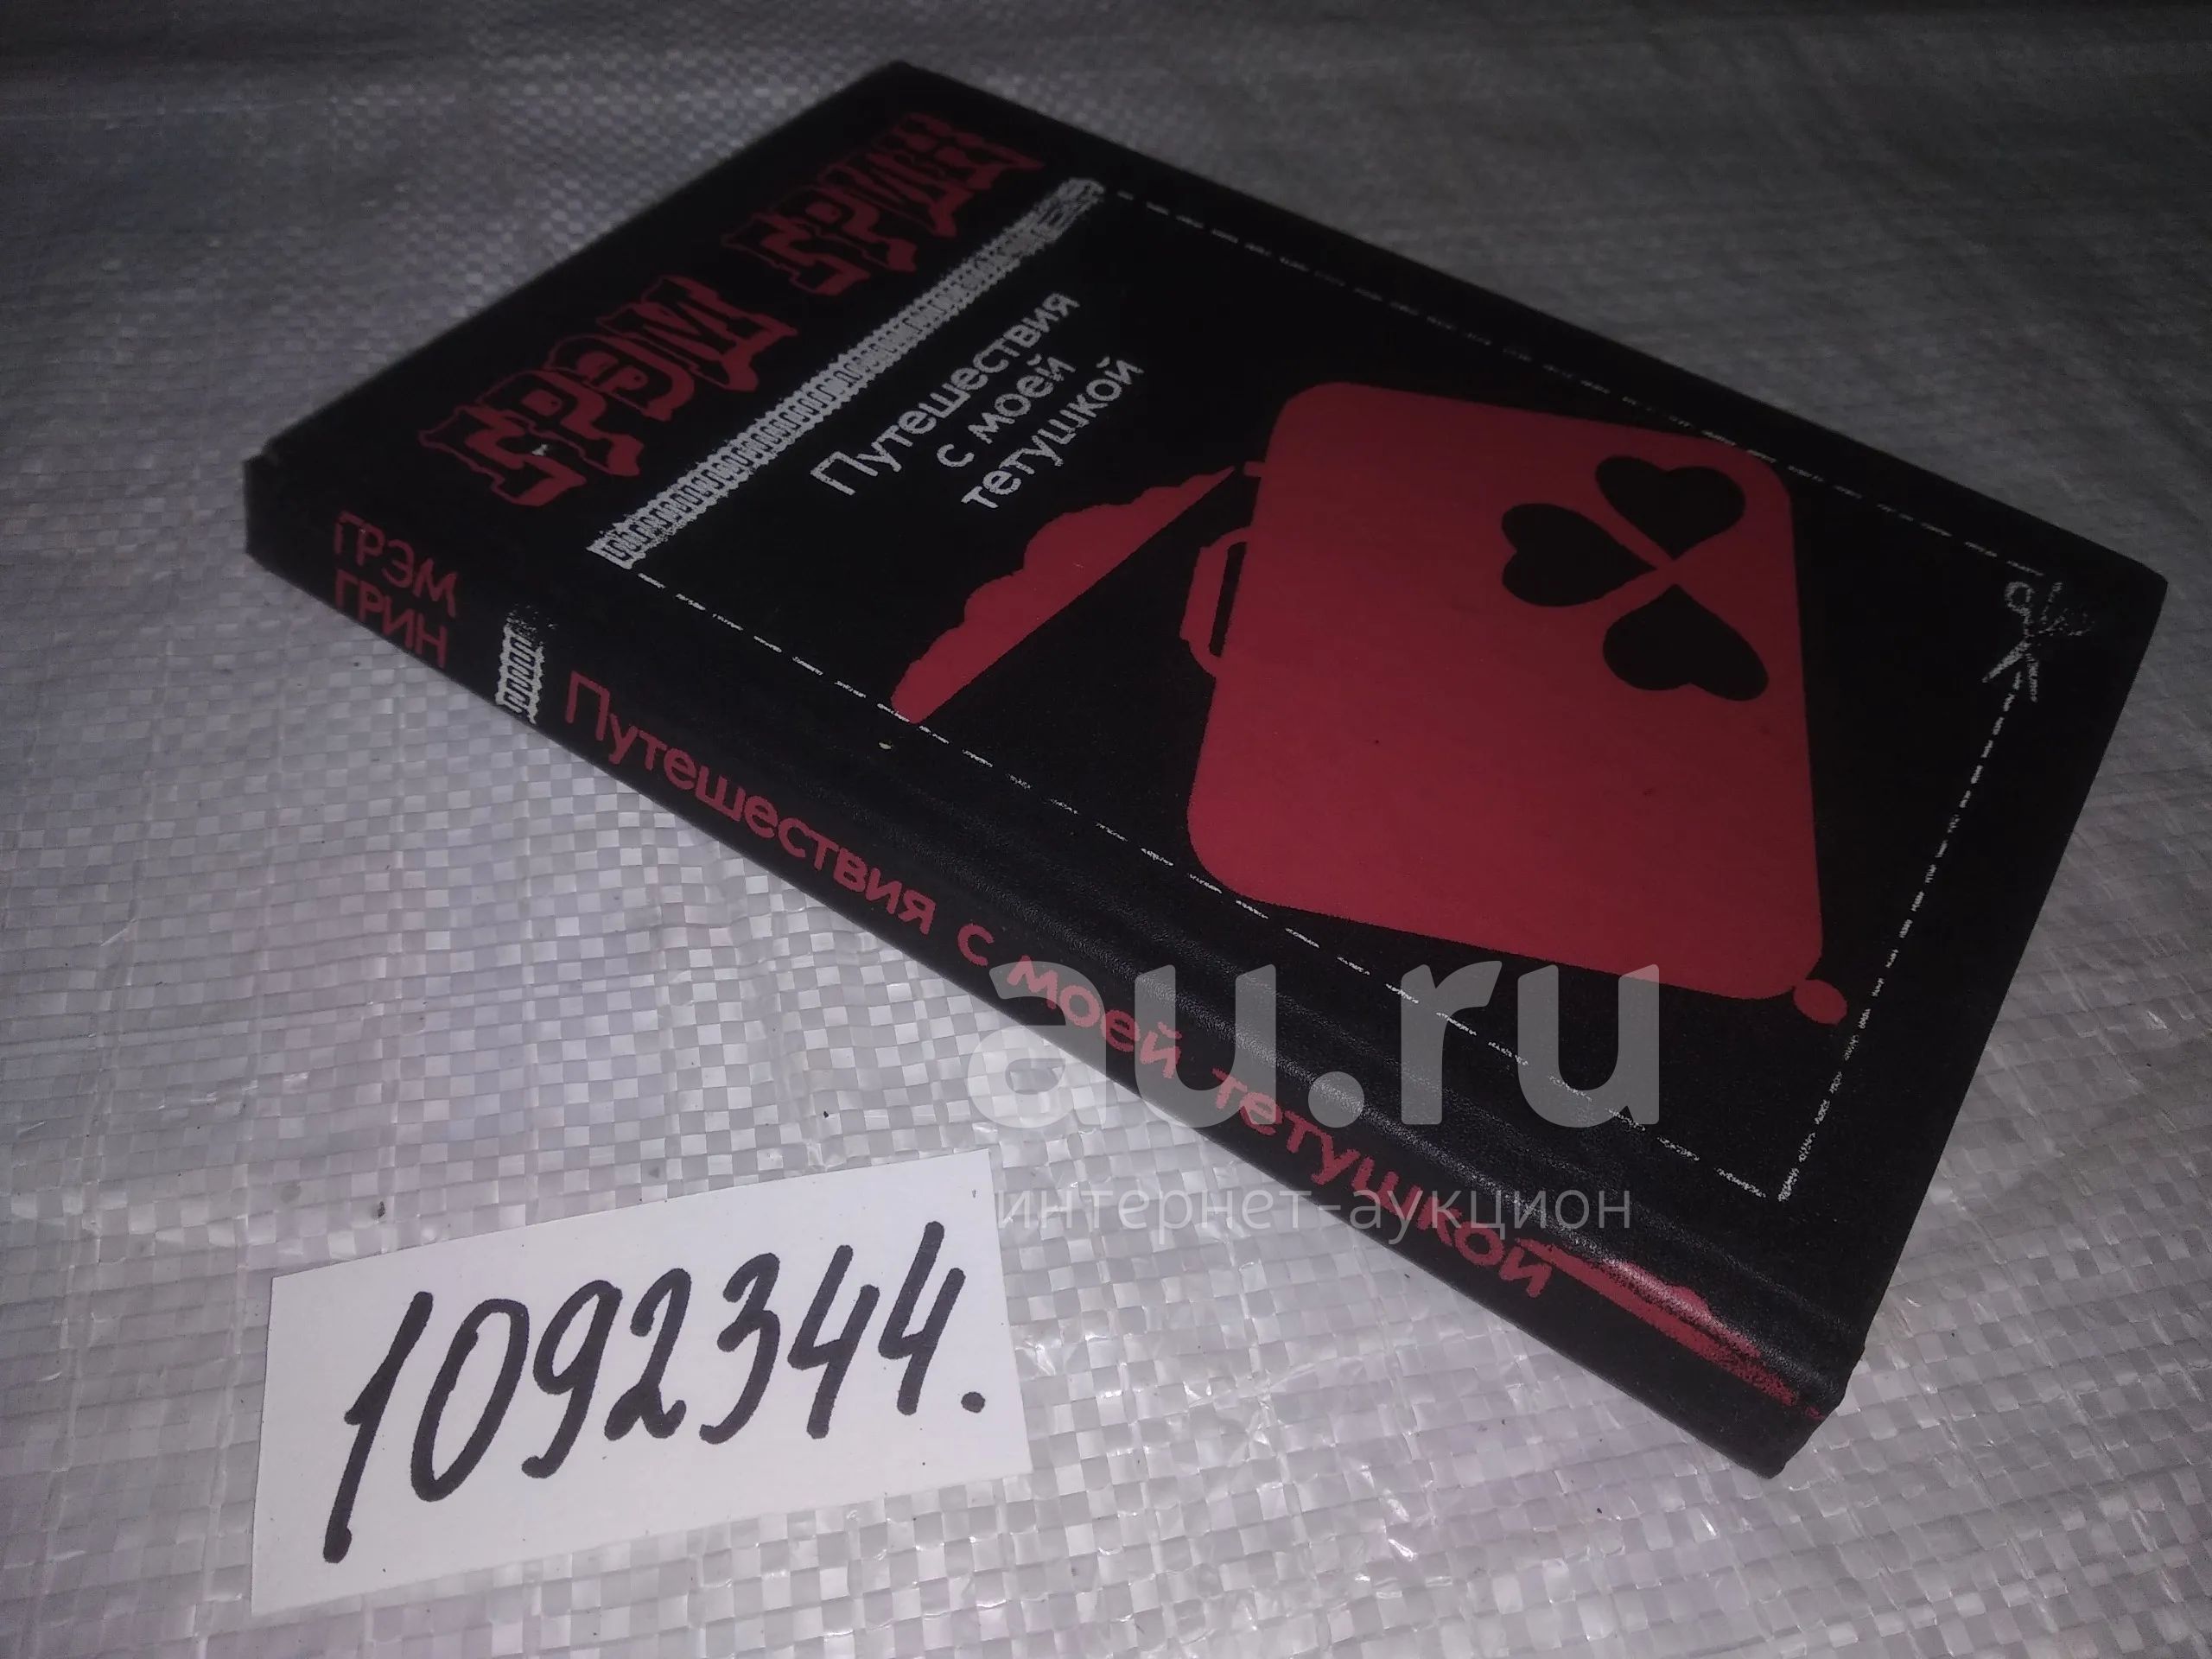 ГРЭМ ГРИН
Путешествия
с моей
тетушкой
ГРЭМ
ГРИН
Путешествия с моей тетушкой
au.ru
интернет-аукцион
1092344.